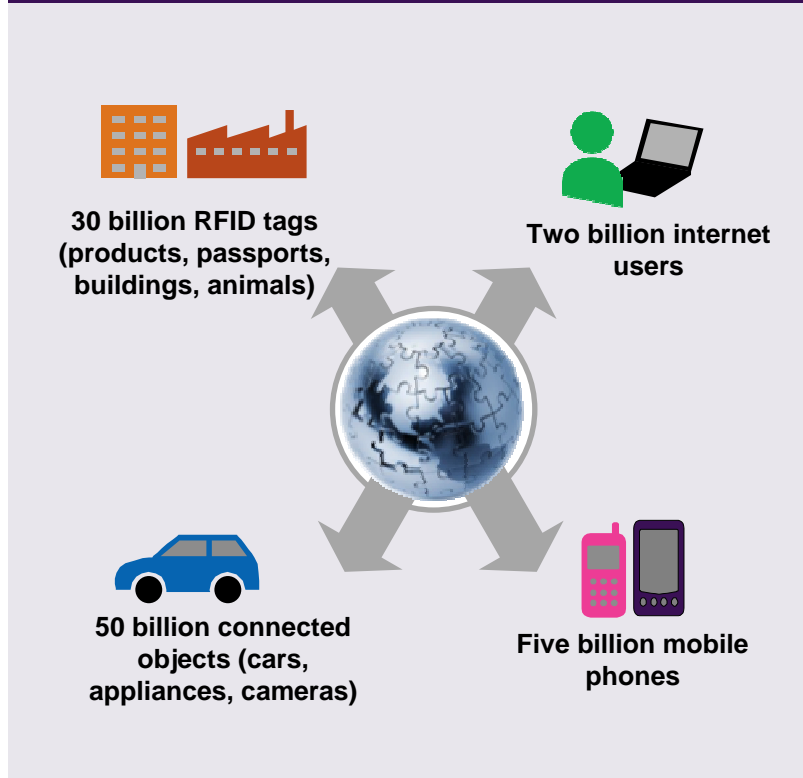 30 billion RFID tags
(products, passports,
buildings, animals)
Two billion internet
users
50 billion connected
objects (cars,
appliances, cameras)
Five billion mobile
phones